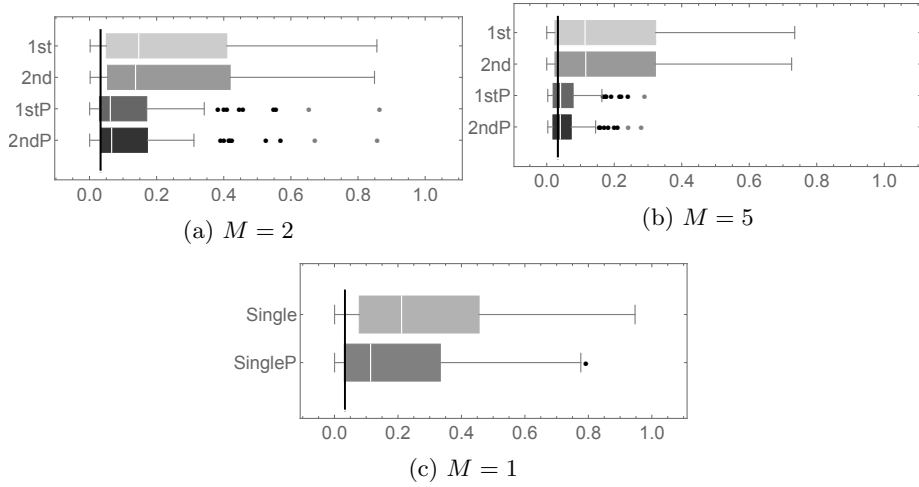 1st
2nd
1stP
2ndP
0.0 0.2 0.4 0.6 0.8 1.0
(a) M = 2
1st
2nd
1stP
2ndP
0.0 0.2 0.4 0.6 0.8 1.0
(b) M = 5
Single
SingleP
0.0 0.2 0.4 0.6 0.8 1.0
(c) M = 1